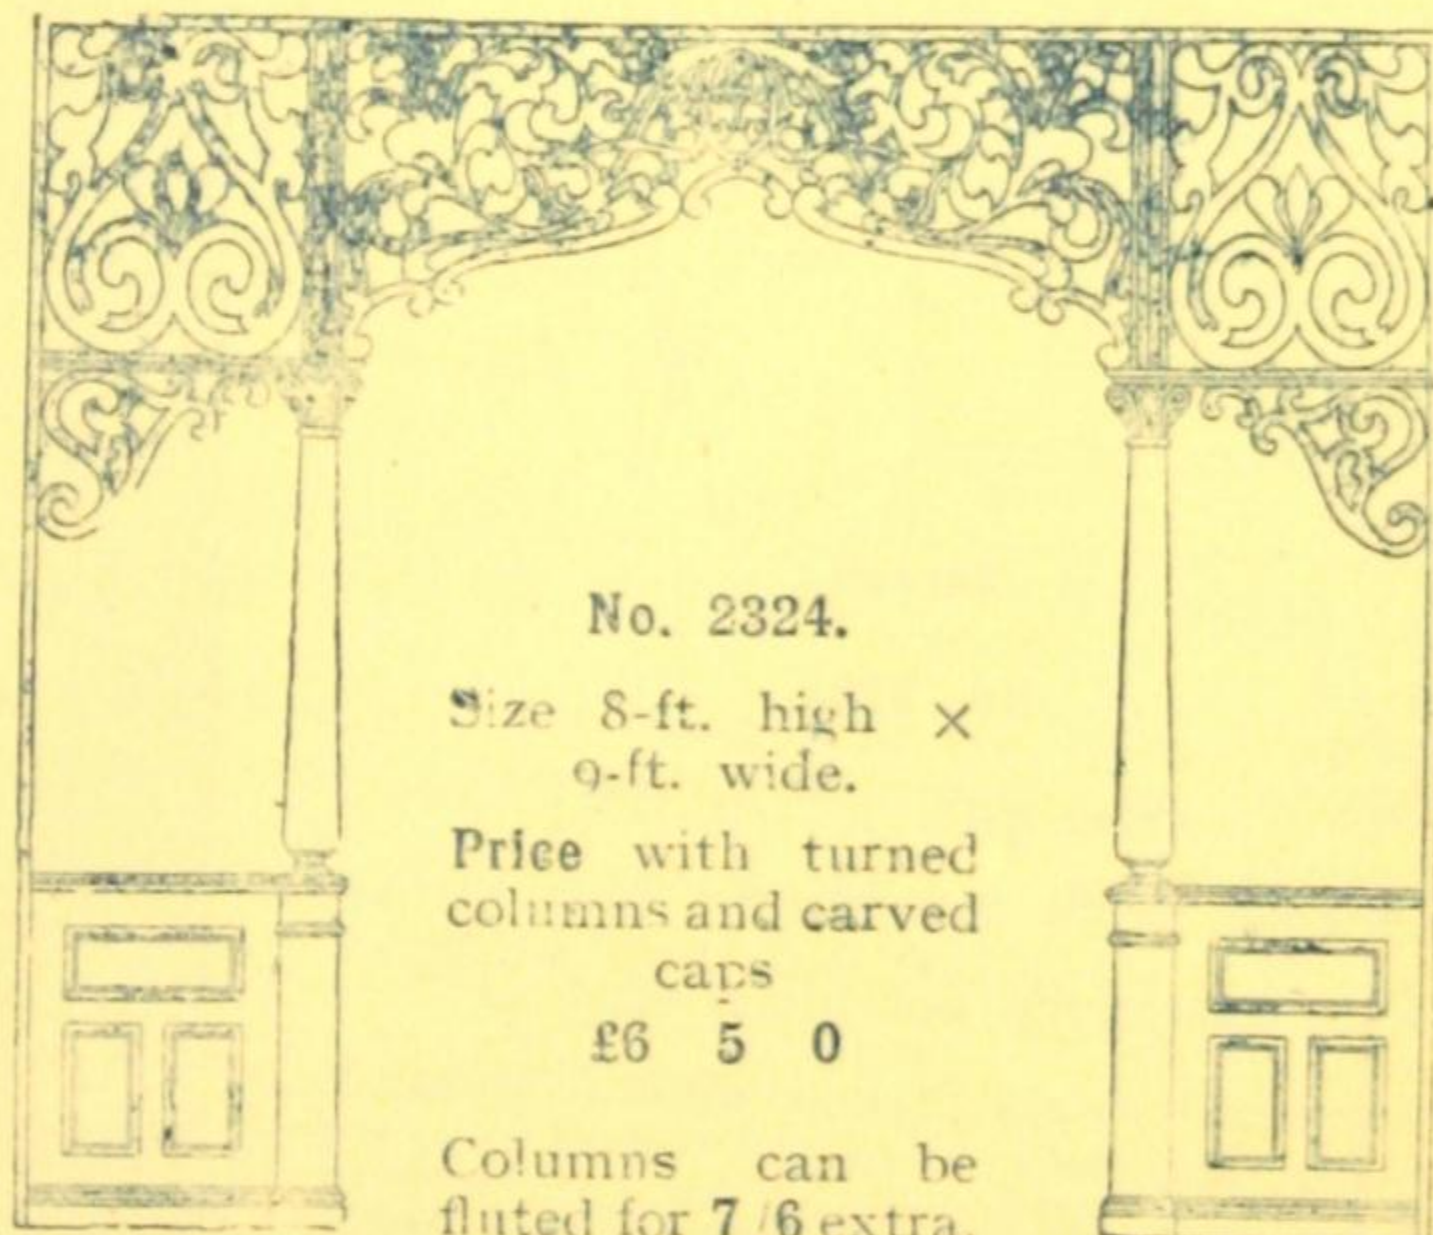 No. 2324.
Size 8-ft. high ×
9-ft. wide.
Price with turned
columns and carved
caps
£6 5 0
Columns can be
fluted for 7/6 extra.